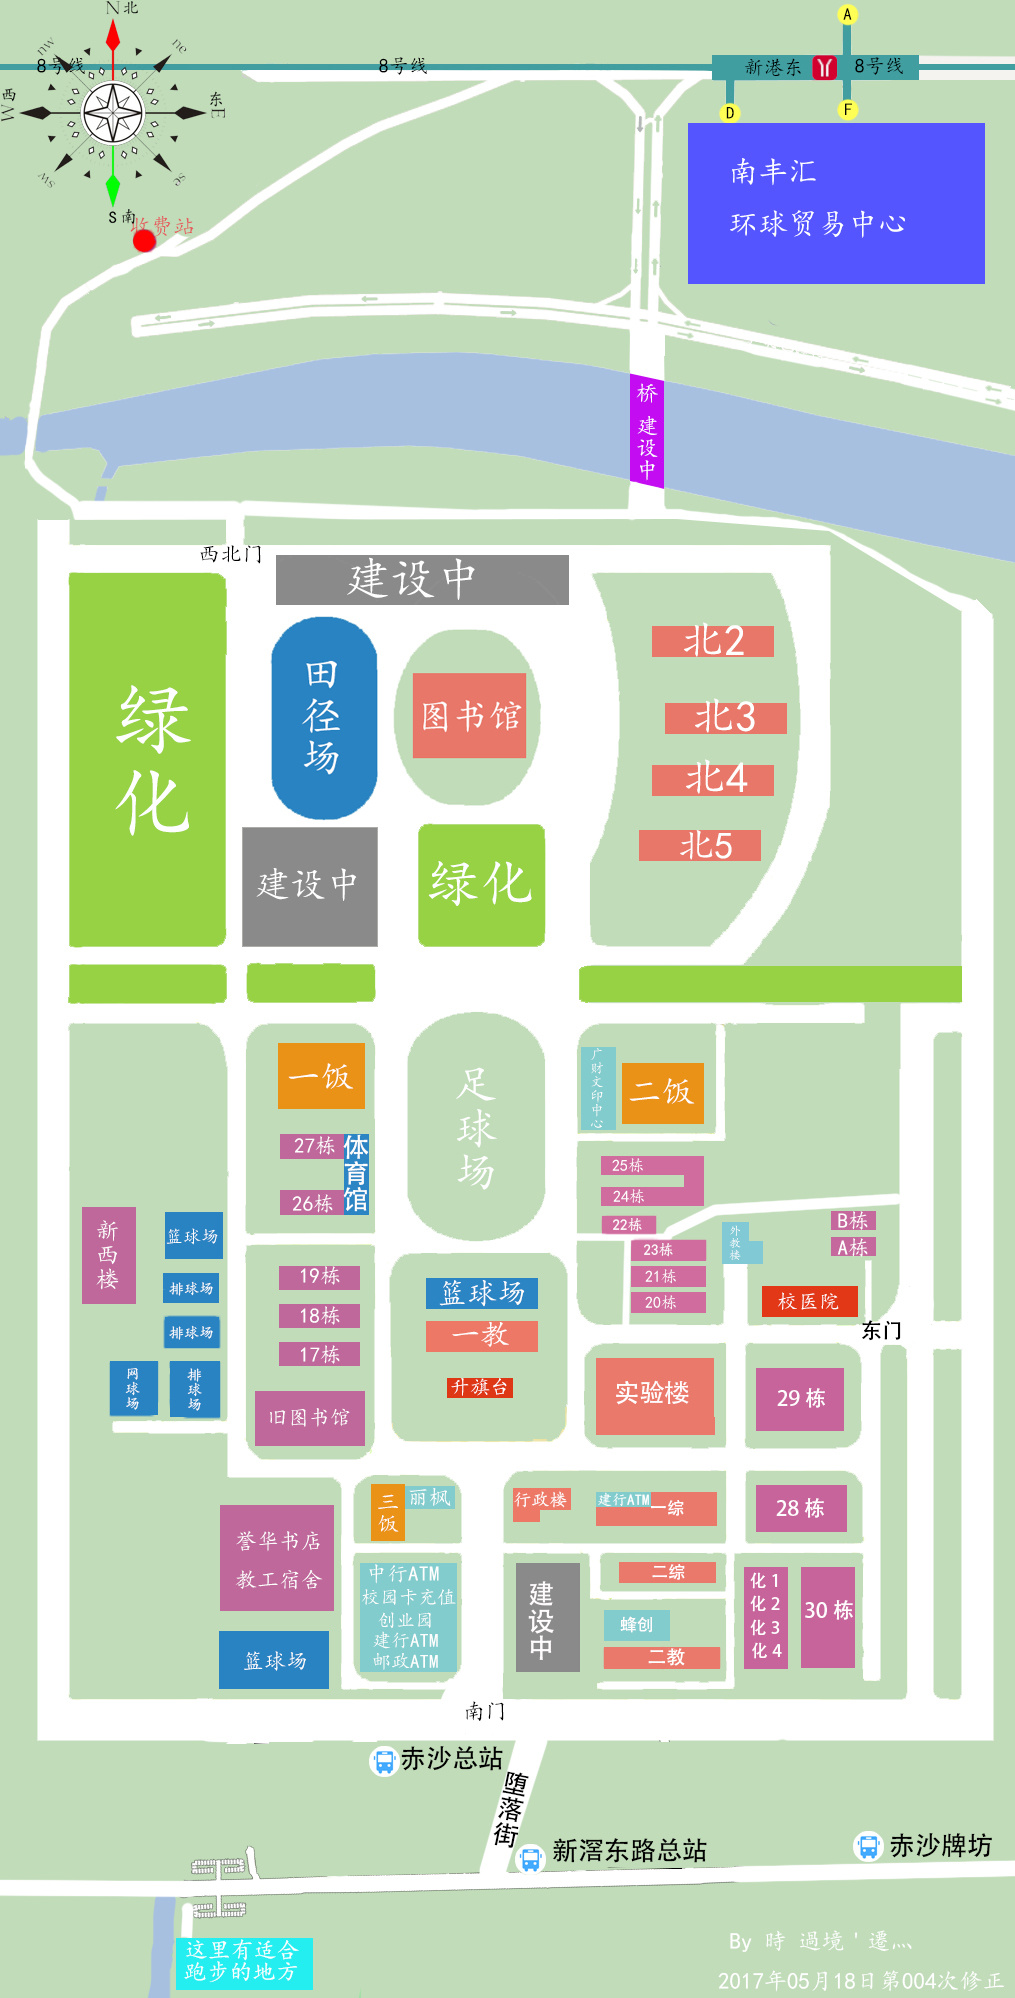 N北
nw
ne
8号线
8号线
西
W
东
E
sw
se
S南
收费站
A
新港东
8号线
D
F
南丰汇
环球贸易中心
桥
建设中
西北门
建设中
绿化
田径场
图书馆
北2
北3
北4
北5
建设中
绿化
一饭
27栋
体育馆
26栋
足球场
广财文印中心
二饭
25栋
24栋
22栋
23栋
21栋
20栋
外教楼
B栋
A栋
校医院
东门
新西楼
篮球场
排球场
排球场
网球场
排球场
19栋
18栋
17栋
旧图书馆
篮球场
一教
升旗台
实验楼
29栋
三饭
丽枫
行政楼
建行ATM
一综
28栋
誉华书店
教工宿舍
中行ATM
校园卡充值
创业园
建行ATM
邮政ATM
建设中
二综
蜂创
二教
化1
化2
化3
化4
30栋
篮球场
南门
赤沙总站
堕落街
新滘东路总站
赤沙牌坊
这里有适合
跑步的地方
By 時 過境＇遷灬
2017年05月18日第004次修正